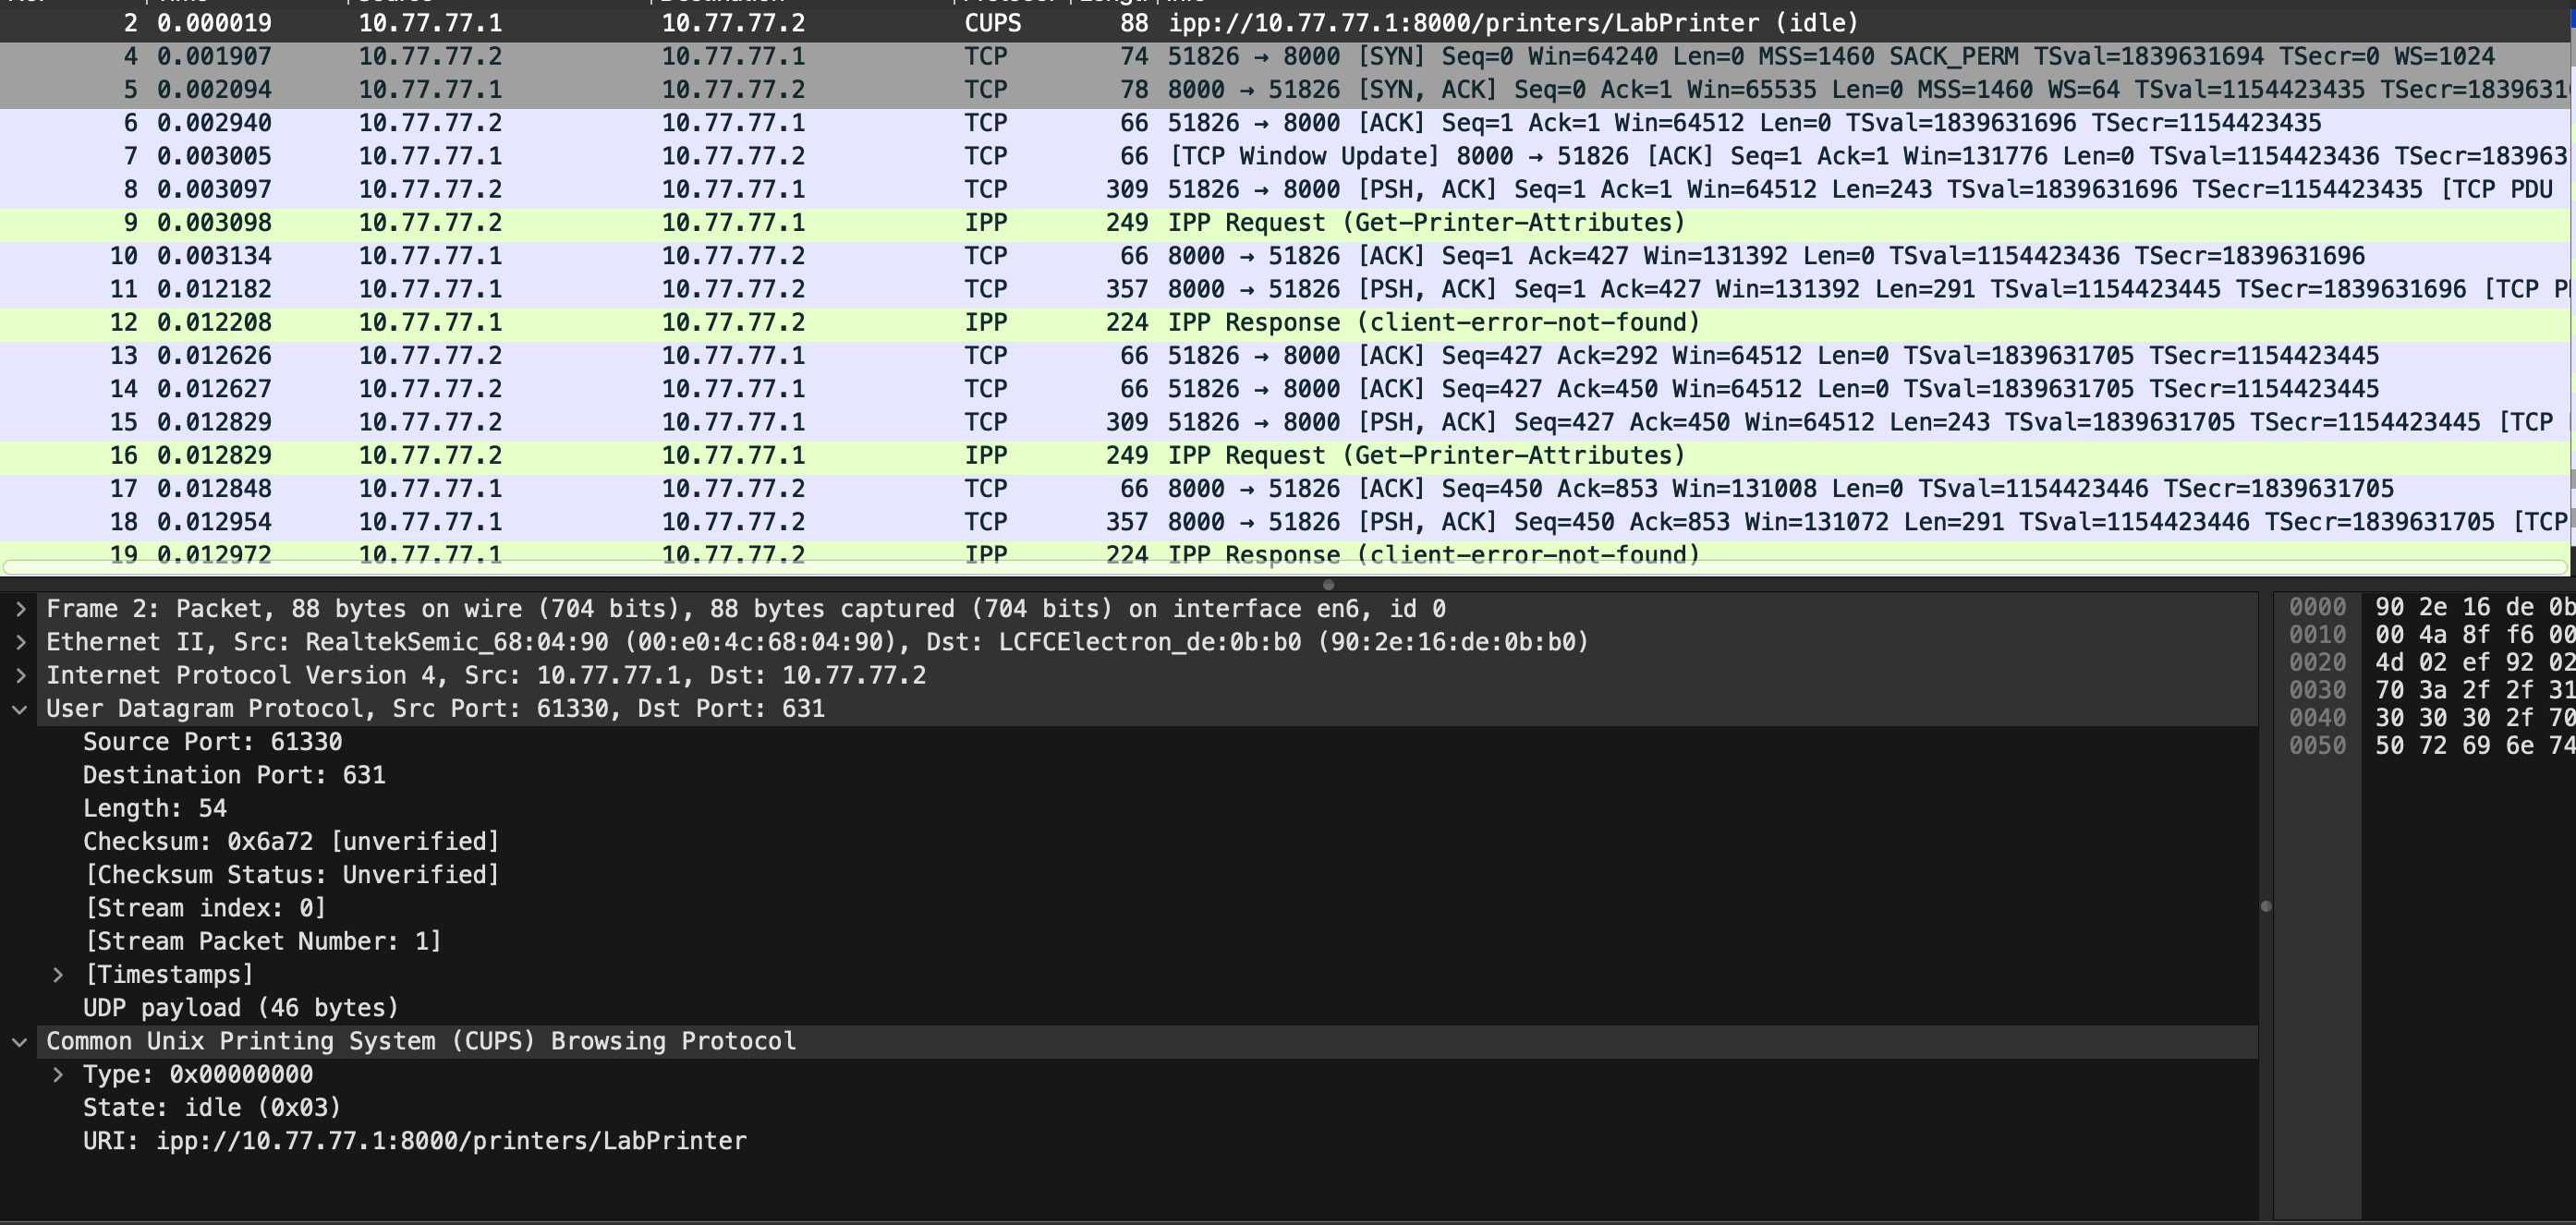 2 0.000019 10.77.77.1 10.77.77.2 CUPS 88 ipp://10.77.77.1:8000/printers/LabPrinter (idle)
4 0.001907 10.77.77.2 10.77.77.1 TCP 74 51826 → 8000 [SYN] Seq=0 Win=64240 Len=0 MSS=1460 SACK_PERM TSval=1839631694 TSecr=0 WS=1024
5 0.002094 10.77.77.1 10.77.77.2 TCP 78 8000 → 51826 [SYN, ACK] Seq=0 Ack=1 Win=65535 Len=0 MSS=1460 WS=64 TSval=1154423435 TSecr=1839631
6 0.002940 10.77.77.2 10.77.77.1 TCP 66 51826 → 8000 [ACK] Seq=1 Ack=1 Win=64512 Len=0 TSval=1839631696 TSecr=1154423435
7 0.003005 10.77.77.1 10.77.77.2 TCP 66 [TCP Window Update] 8000 → 51826 [ACK] Seq=1 Ack=1 Win=131776 Len=0 TSval=1154423436 TSecr=183963
8 0.003097 10.77.77.2 10.77.77.1 TCP 309 51826 → 8000 [PSH, ACK] Seq=1 Ack=1 Win=64512 Len=243 TSval=1839631696 TSecr=1154423435 [TCP PDU
9 0.003098 10.77.77.2 10.77.77.1 IPP 249 IPP Request (Get-Printer-Attributes)
10 0.003134 10.77.77.1 10.77.77.2 TCP 66 8000 → 51826 [ACK] Seq=1 Ack=427 Win=131392 Len=0 TSval=1154423436 TSecr=1839631696
11 0.012182 10.77.77.1 10.77.77.2 TCP 357 8000 → 51826 [PSH, ACK] Seq=1 Ack=427 Win=131392 Len=291 TSval=1154423445 TSecr=1839631696 [TCP P
12 0.012208 10.77.77.1 10.77.77.2 IPP 224 IPP Response (client-error-not-found)
13 0.012626 10.77.77.2 10.77.77.1 TCP 66 51826 → 8000 [ACK] Seq=427 Ack=292 Win=64512 Len=0 TSval=1839631705 TSecr=1154423445
14 0.012627 10.77.77.2 10.77.77.1 TCP 66 51826 → 8000 [ACK] Seq=427 Ack=450 Win=64512 Len=0 TSval=1839631705 TSecr=1154423445
15 0.012829 10.77.77.2 10.77.77.1 TCP 309 51826 → 8000 [PSH, ACK] Seq=427 Ack=450 Win=64512 Len=243 TSval=1839631705 TSecr=1154423445 [TCP
16 0.012829 10.77.77.2 10.77.77.1 IPP 249 IPP Request (Get-Printer-Attributes)
17 0.012848 10.77.77.1 10.77.77.2 TCP 66 8000 → 51826 [ACK] Seq=450 Ack=853 Win=131008 Len=0 TSval=1154423446 TSecr=1839631705
18 0.012954 10.77.77.1 10.77.77.2 TCP 357 8000 → 51826 [PSH, ACK] Seq=450 Ack=853 Win=131072 Len=291 TSval=1154423446 TSecr=1839631705 [TCP
19 0.012972 10.77.77.1 10.77.77.2 IPP 224 IPP Response (client-error-not-found)
Frame 2: Packet, 88 bytes on wire (704 bits), 88 bytes captured (704 bits) on interface en6, id 0
Ethernet II, Src: RealtekSemic_68:04:90 (00:e0:4c:68:04:90), Dst: LCFCElectron_de:0b:b0 (90:2e:16:de:0b:b0)
Internet Protocol Version 4, Src: 10.77.77.1, Dst: 10.77.77.2
User Datagram Protocol, Src Port: 61330, Dst Port: 631
Source Port: 61330
Destination Port: 631
Length: 54
Checksum: 0x6a72 [unverified]
[Checksum Status: Unverified]
[Stream index: 0]
[Stream Packet Number: 1]
[Timestamps]
UDP payload (46 bytes)
Common Unix Printing System (CUPS) Browsing Protocol
Type: 0x00000000
State: idle (0x03)
URI: ipp://10.77.77.1:8000/printers/LabPrinter
0000 90 2e 16 de 0b
0010 00 4a 8f f6 00
0020 4d 02 ef 92 02
0030 70 3a 2f 2f 31
0040 30 30 30 2f 70
0050 50 72 69 6e 74